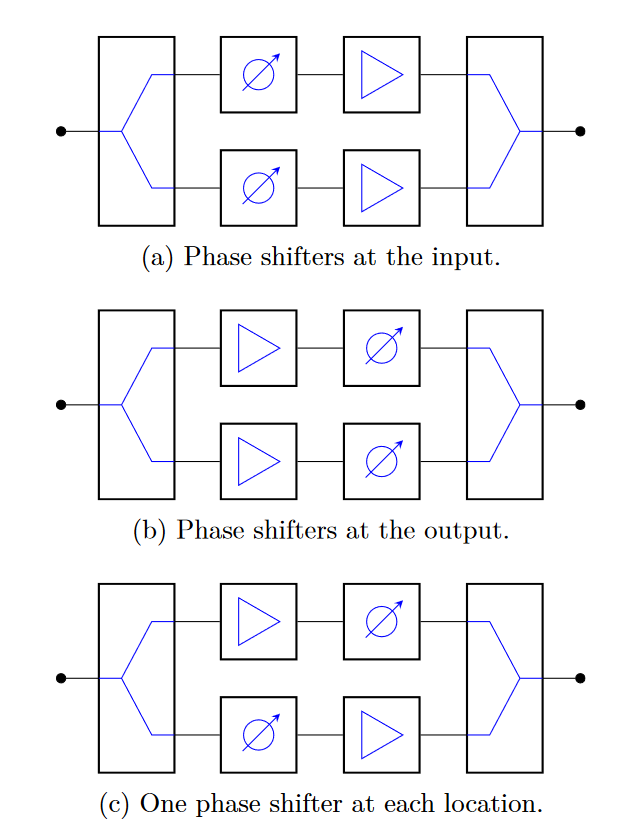 (a) Phase shifters at the input.
(b) Phase shifters at the output.
(c) One phase shifter at each location.